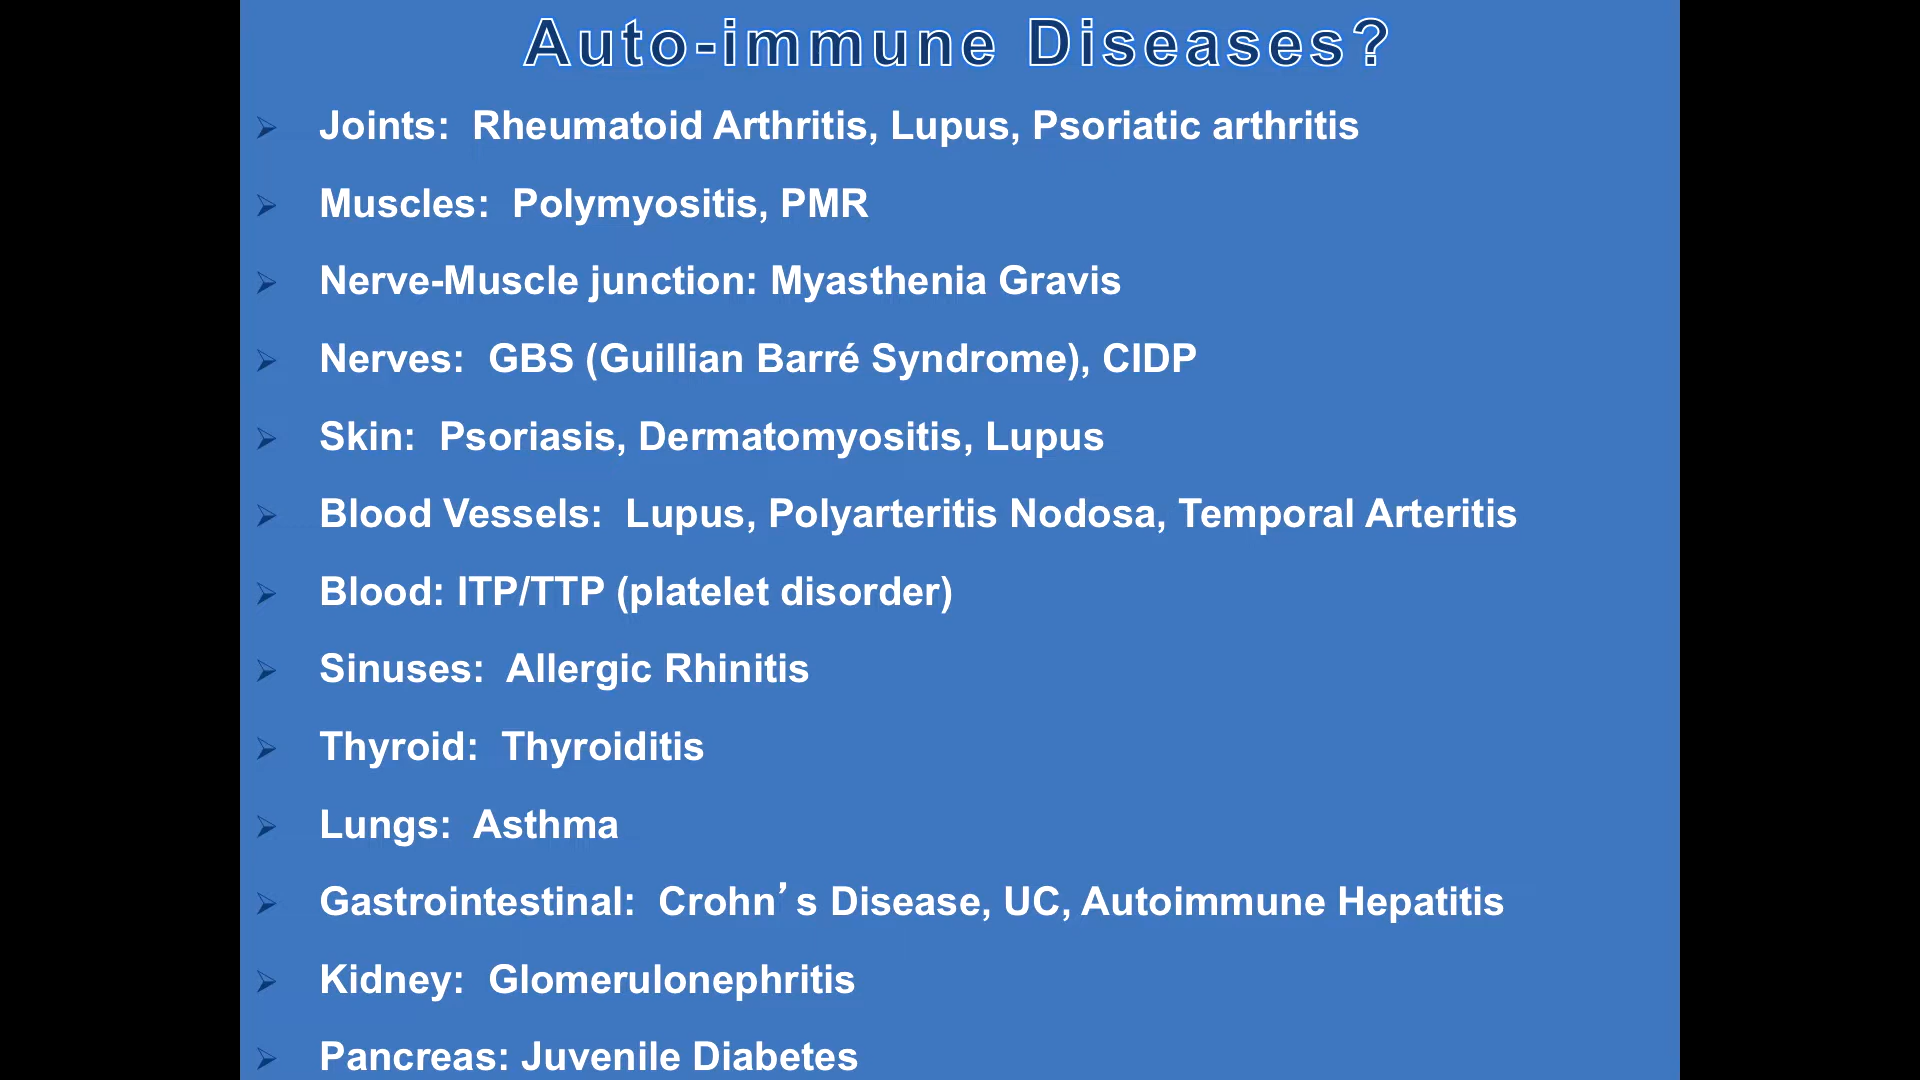 Auto-immune Diseases?
Joints: Rheumatoid Arthritis, Lupus, Psoriatic arthritis
Muscles: Polymyositis, PMR
Nerve-Muscle junction: Myasthenia Gravis
Nerves: GBS (Guillian Barré Syndrome), CIDP
Skin: Psoriasis, Dermatomyositis, Lupus
Blood Vessels: Lupus, Polyarteritis Nodosa, Temporal Arteritis
Blood: ITP/TTP (platelet disorder)
Sinuses: Allergic Rhinitis
Thyroid: Thyroiditis
Lungs: Asthma
Gastrointestinal: Crohn’s Disease, UC, Autoimmune Hepatitis
Kidney: Glomerulonephritis
Pancreas: Juvenile Diabetes